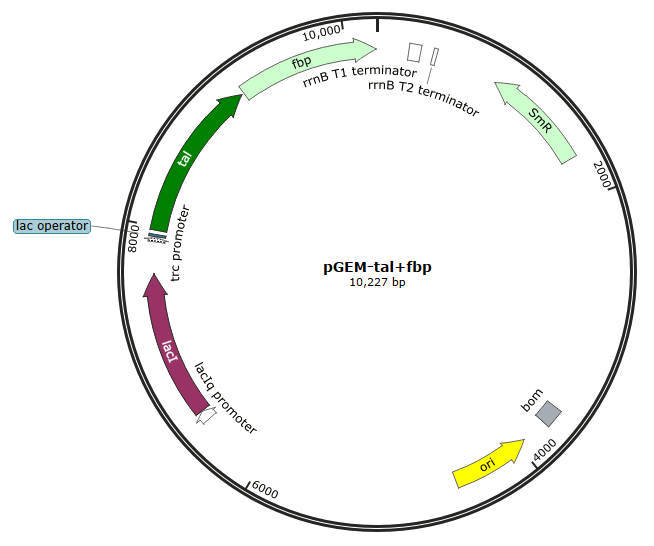 10,000
fbp
rrnB T1 terminator
rrnB T2 terminator
SmR
2000
tal
lac operator
8000
trc promoter
pGEM-tal+fbp
10,227 bp
lacI
lacIq promoter
bom
4000
ori
6000